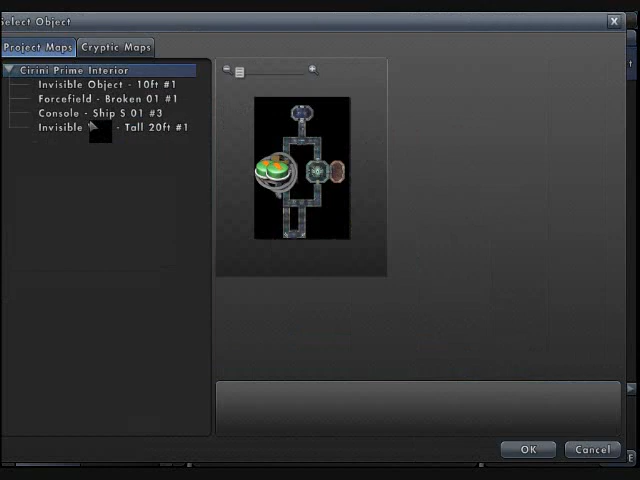 Select Object
Project Maps
Cryptic Maps
Cirini Prime Interior
Invisible Object - 10ft #1
Forcefield - Broken 01 #1
Console - Ship S 01 #3
Invisible - Tall 20ft #1
OK
Cancel